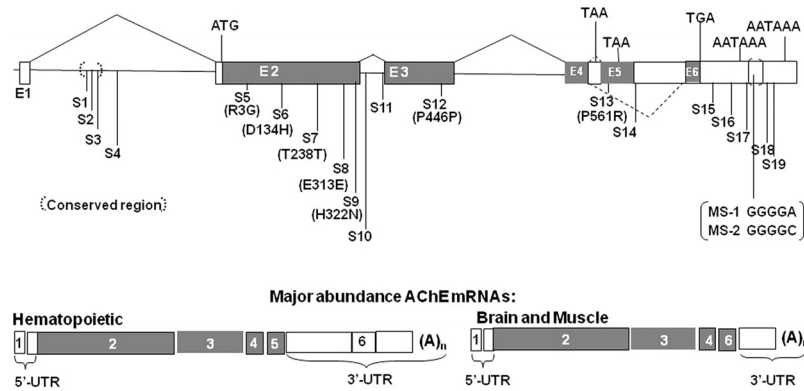 TAA
TGA
AATAAA
ATG
TAA
AATAAA
E1
E2
E3
E4
E5
E6
S1
S2
S3
S4
S5
(R3G)
S6
(D134H)
S7
(T238T)
S8
(E313E)
S9
(H322N)
S10
S11
S12
(P446P)
S13
(P561R)
S14
S15
S16
S17
S18
S19
(Conserved region)
MS-1 GGGGA
MS-2 GGGGC
Major abundance AChE mRNAs:
Hematopoietic
Brain and Muscle
1 2 3 4 5 6 (A)n
1 2 3 4 6 (A)n
5'-UTR 3'-UTR
5'-UTR 3'-UTR